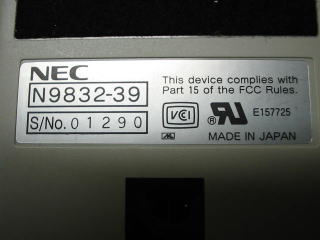 NEC
N9832-39
S/No. 01290
This device complies with
Part 15 of the FCC Rules.
VCI
® E157725
MADE IN JAPAN